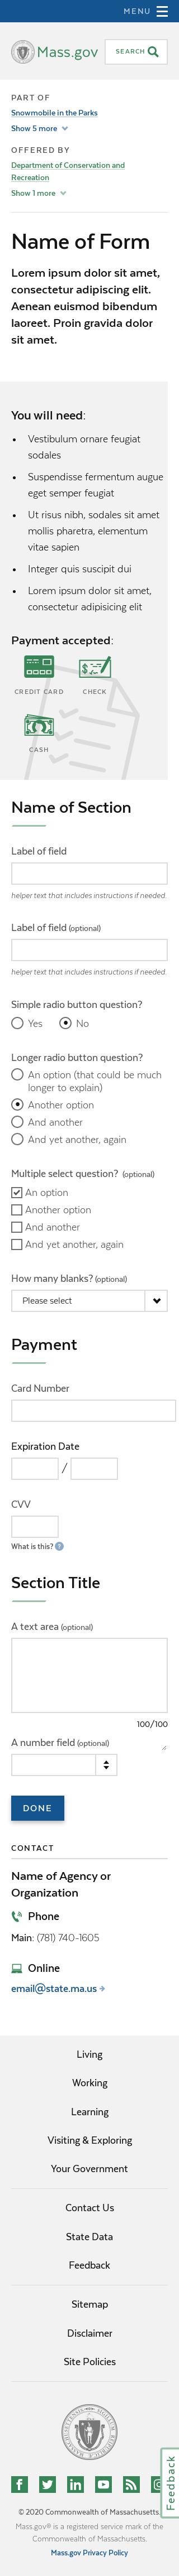 MENU
Mass.gov
SEARCH
PART OF
Snowmobile in the Parks
Show 5 more
OFFERED BY
Department of Conservation and
Recreation
Show 1 more
Name of Form
Lorem ipsum dolor sit amet,
consectetur adipiscing elit.
Aenean euismod bibendum
laoreet. Proin gravida dolor
sit amet.
You will need:
• Vestibulum ornare feugiat
sodales
• Suspendisse fermentum augue
eget semper feugiat
• Ut risus nibh, sodales sit amet
mollis pharetra, elementum
vitae sapien
• Integer quis suscipit dui
• Lorem ipsum dolor sit amet,
consectetur adipisicing elit
Payment accepted:
CREDIT CARD
CHECK
CASH
Name of Section
Label of field
helper text that includes instructions if needed
Label of field (optional)
helper text that includes instructions if needed
Simple radio button question?
Yes
No
Longer radio button question?
An option (that could be much
longer to explain)
Another option
And another
And yet another, again
Multiple select question? (optional)
An option
Another option
And another
And yet another, again
How many blanks? (optional)
Please select
Payment
Card Number
Expiration Date
/
CVV
What is this? ?
Section Title
A text area (optional)
100/100
A number field (optional)
DONE
CONTACT
Name of Agency or
Organization
Phone
Main: (781) 740-1605
Online
email@state.ma.us
Living
Working
Learning
Visiting & Exploring
Your Government
Contact Us
State Data
Feedback
Sitemap
Disclaimer
Site Policies
Feedback
© 2020 Commonwealth of Massachusetts.
Mass.gov® is a registered service mark of the
Commonwealth of Massachusetts.
Mass.gov Privacy Policy